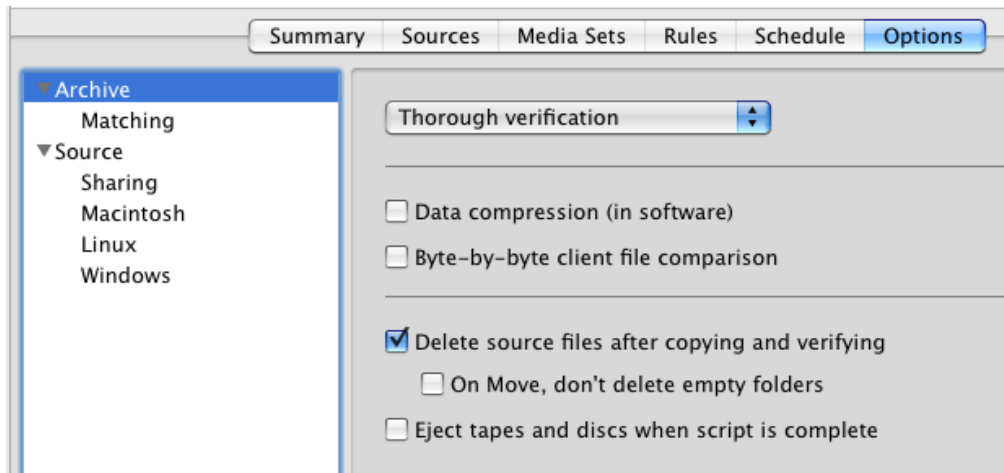 Summary Sources Media Sets Rules Schedule Options
Archive
Matching
Source
Sharing
Macintosh
Linux
Windows
Thorough verification
Data compression (in software)
Byte-by-byte client file comparison
Delete source files after copying and verifying
On Move, don't delete empty folders
Eject tapes and discs when script is complete